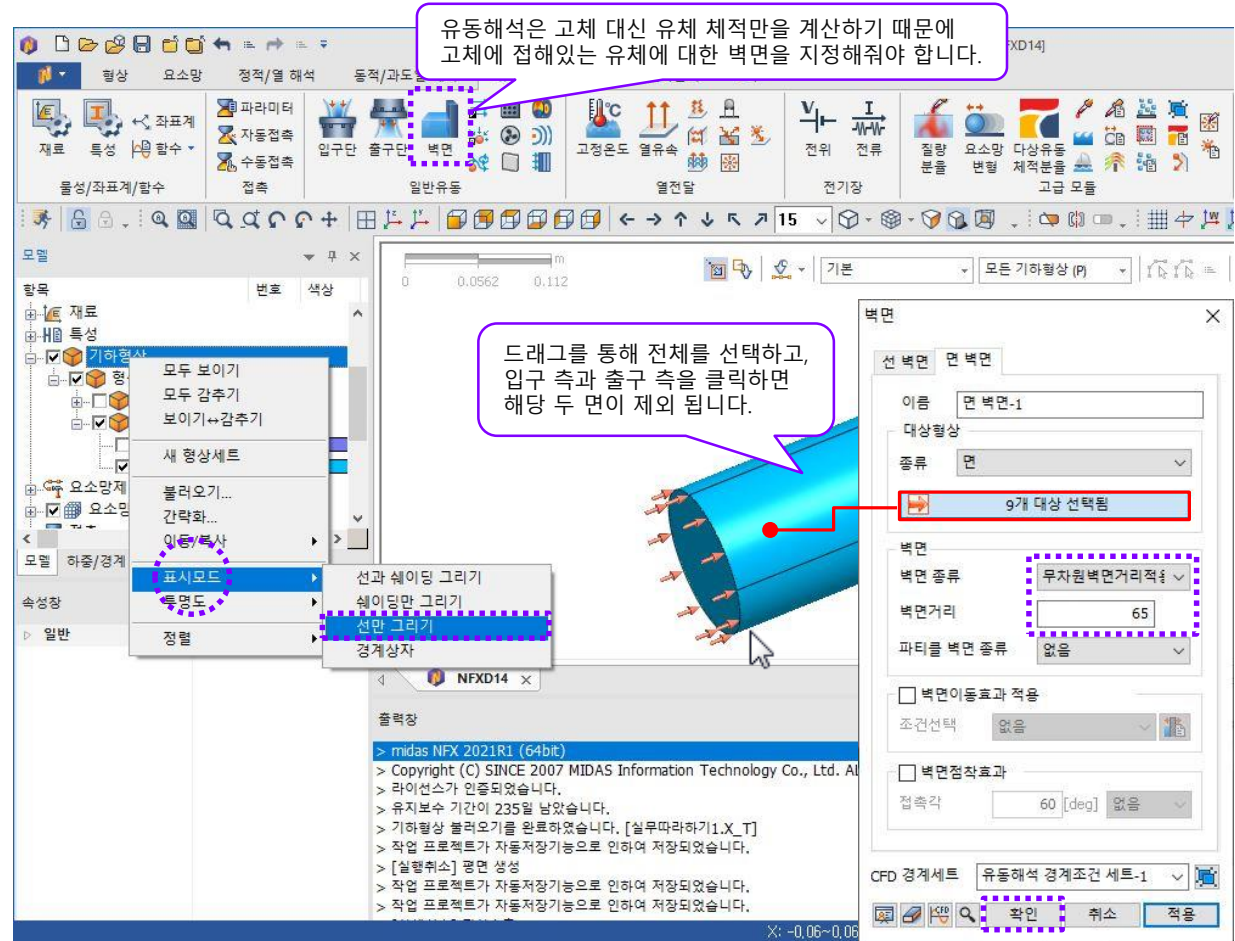 유동해석은 고체 대신 유체 체적만을 계산하기 때문에
고체에 접해있는 유체에 대한 벽면을 지정해줘야 합니다.
XD14]
형상 요소망 정적/열 해석
재료 특성 좌표계 함수
파라미터
자동접촉
수동접촉
입구단 출구단 벽면
고정온도 열유속
전위 전류
질량
분율
요소망
변형
다상유동
체적분율
물성/좌표계/함수 접촉 일반유동 열전달 전기장 고급 모듈
15
모델
항목 번호 색상
재료
특성
기하형상
모두 보이기
모두 감추기
보이기↔감추기
새 형상세트
불러오기...
간략화...
이동/복사
표시모드
투명도
정렬
선과 쉐이딩 그리기
쉐이딩만 그리기
선만 그리기
경계상자
모델 하중/경계
속성창
일반
m
0 0.0562 0.112
기본 모든 기하형상 (P)
드래그를 통해 전체를 선택하고,
입구 측과 출구 측을 클릭하면
해당 두 면이 제외 됩니다.
NFXD14
출력창
> midas NFX 2021R1 (64bit)
> Copyright (C) SINCE 2007 MIDAS Information Technology Co., Ltd.
> 라이선스가 인증되었습니다.
> 유지보수 기간이 235일 남았습니다.
> 기하형상 불러오기를 완료하였습니다. [실무따라하기1.X_T]
> 작업 프로젝트가 자동저장기능으로 인하여 저장되었습니다.
> [실행취소] 평면 생성
> 작업 프로젝트가 자동저장기능으로 인하여 저장되었습니다.
> 작업 프로젝트가 자동저장기능으로 인하여 저장되었습니다.
벽면
선 벽면 면 벽면
이름 면 벽면-1
대상형상
종류 면
9개 대상 선택됨
벽면
벽면 종류 무차원벽면거리적용
벽면거리 65
파티클 벽면 종류 없음
벽면이동효과 적용
조건선택 없음
벽면점착효과
접촉각 60 [deg] 없음
CFD 경계세트 유동해석 경계조건 세트-1
확인 취소 적용